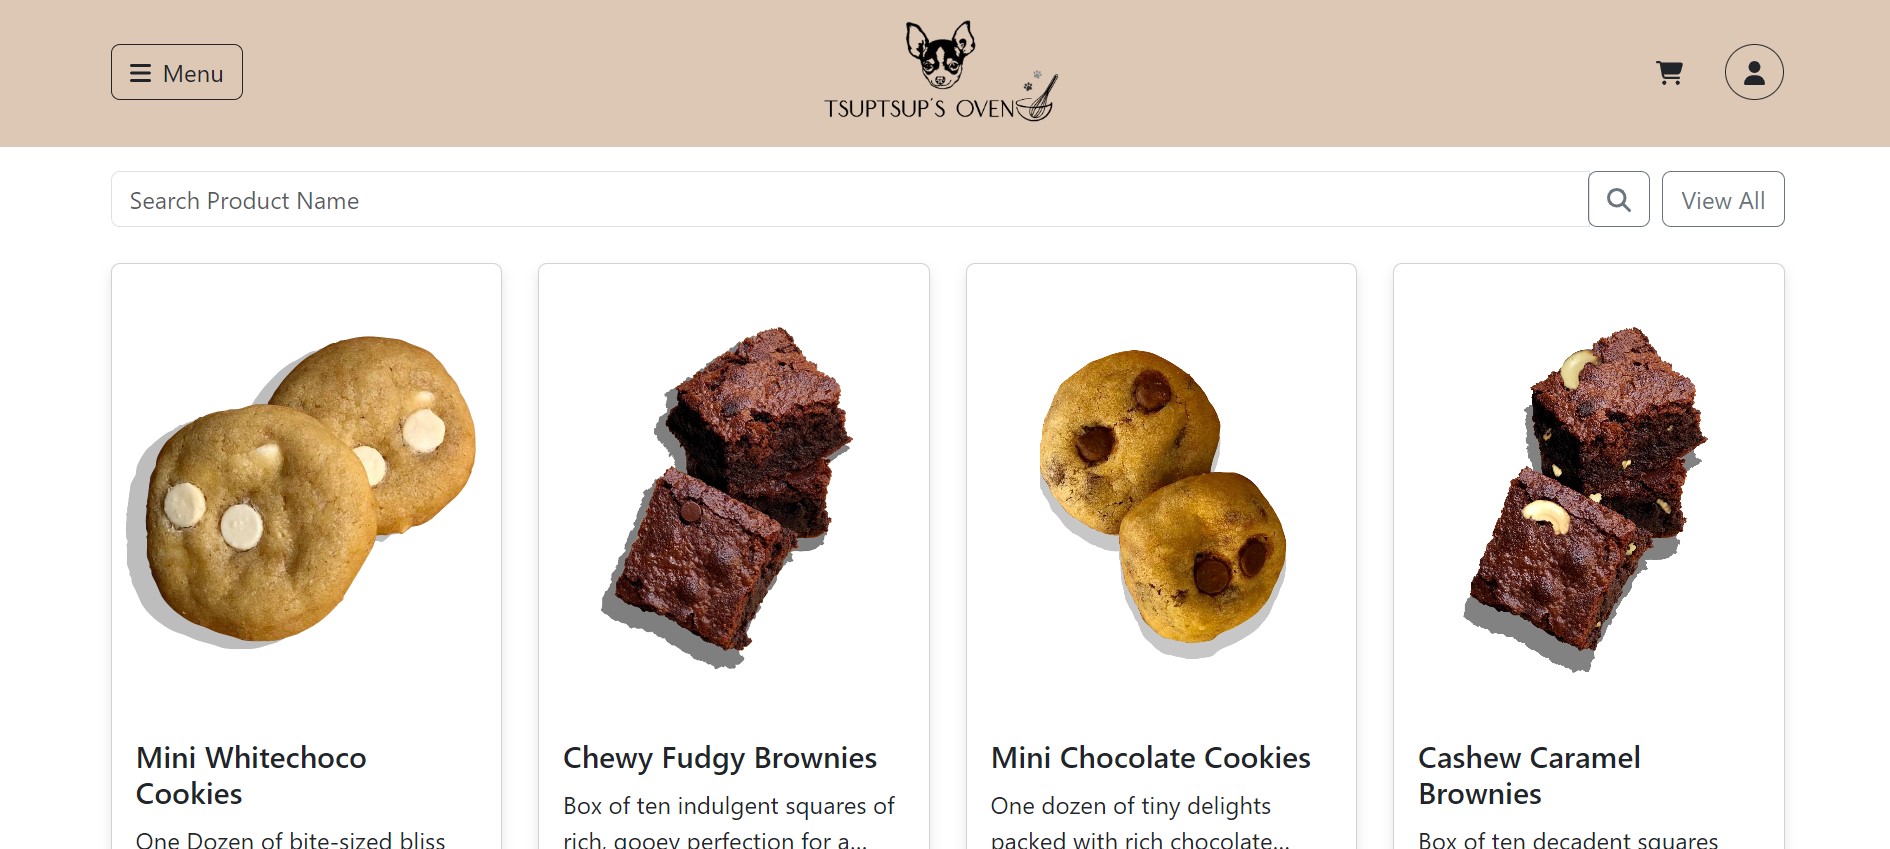 Menu
TSUPTSUP'S OVEN
Search Product Name
View All
Mini Whitechoco
Cookies
One Dozen of bite-sized bliss
Chewy Fudgy Brownies
Box of ten indulgent squares of
rich, gooey perfection for a...
Mini Chocolate Cookies
One dozen of tiny delights
packed with rich chocolate...
Cashew Caramel
Brownies
Box of ten decadent squares